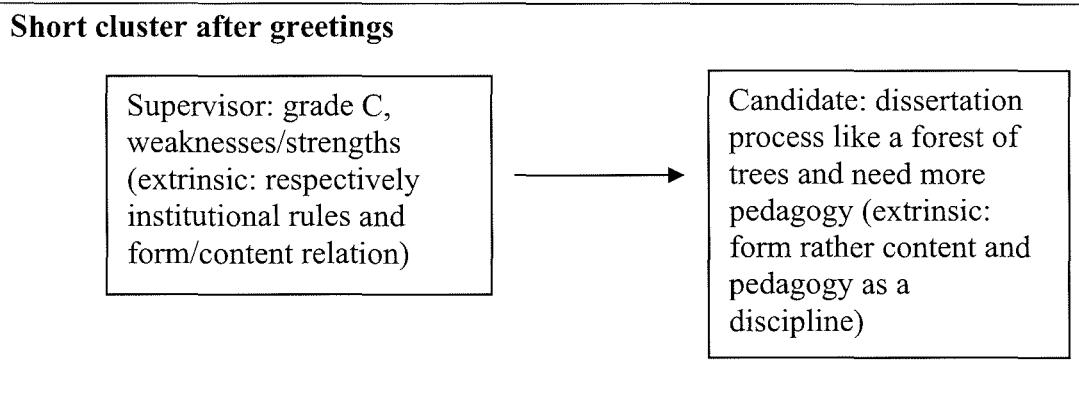 Short cluster after greetings
Supervisor: grade C,
weaknesses/strengths
(extrinsic: respectively
institutional rules and
form/content relation)
Candidate: dissertation
process like a forest of
trees and need more
pedagogy (extrinsic:
form rather content and
pedagogy as a
discipline)